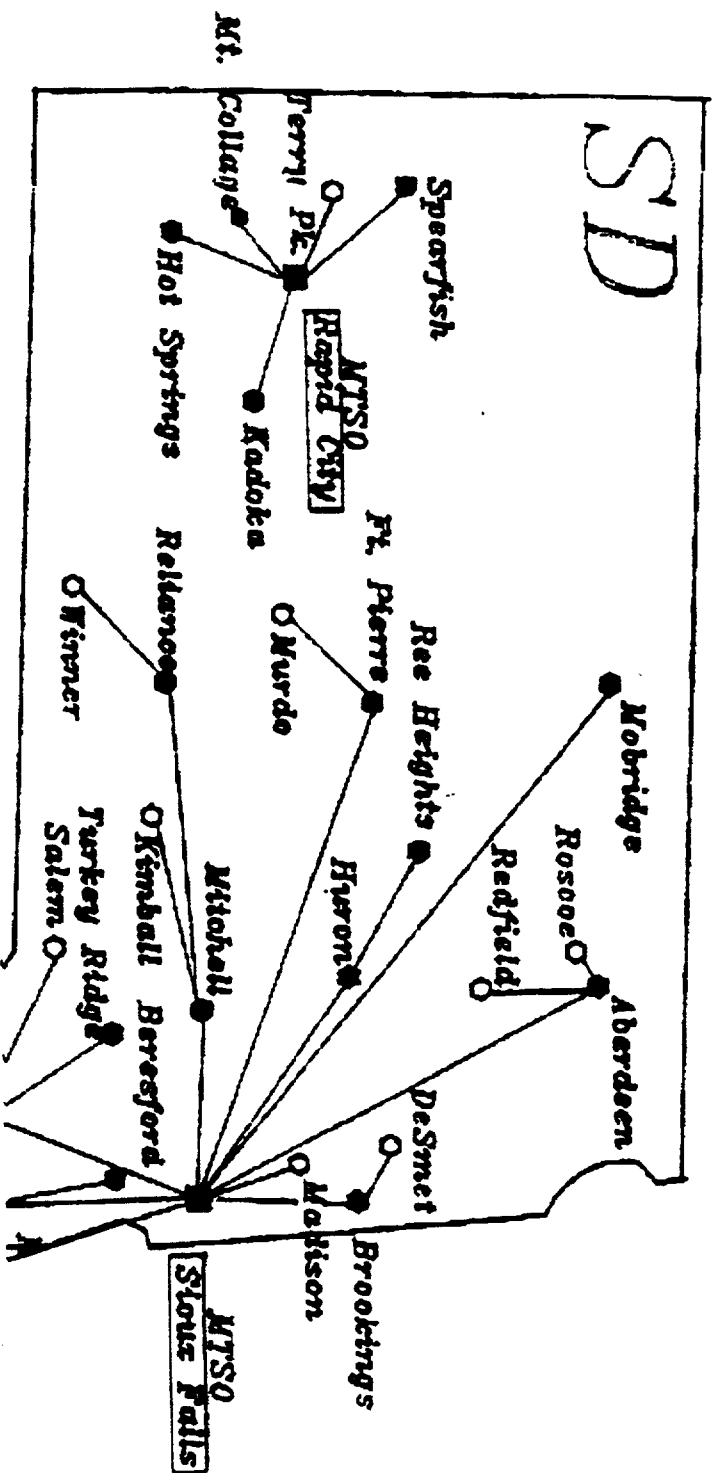 SD
Spearfish
Terry Pk.
Mt. Collage
Hot Springs
MTSO
Rapid City
Kadoka
Ft. Pierre
Murdo
Reliance
Winner
Ree Heights
Huron
Mobridge
Roscoe
Redfield
Aberdeen
Mitchell
Kimball
Turkey Ridge
Salem
Beresford
DeSmet
Madison
Brookings
MTSO
Sioux Falls